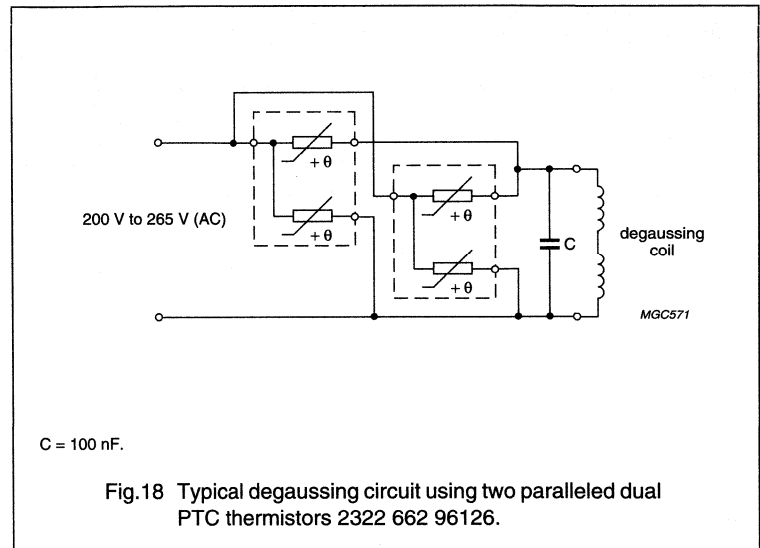 + θ
+ θ
200 V to 265 V (AC)
+ θ
+ θ
C
degaussing
coil
MGC571
C = 100 nF.
Fig.18 Typical degaussing circuit using two paralleled dual
PTC thermistors 2322 662 96126.